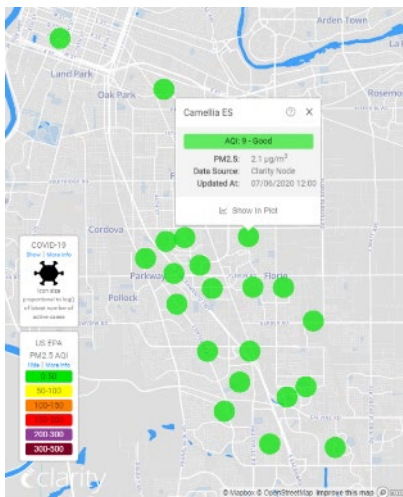 Arden Town
Land Park
Oak Park
Rosemo
Camellia ES
AQI: 9 - Good
PM2.5: 2.1 µg/m³
Data Source: Clarity Node
Updated At: 07/06/2020 12:00
Show In Plot
Cordova
Parkway
Florin
Pollock
COVID-19
Show | More Info
Icon size
proportional to log()
of latest number of
active cases
US EPA
PM2.5 AQI
Hide | More Info
0-50
50-100
100-150
150-200
200-300
300-500
clarity
© Mapbox © OpenStreetMap Improve this map